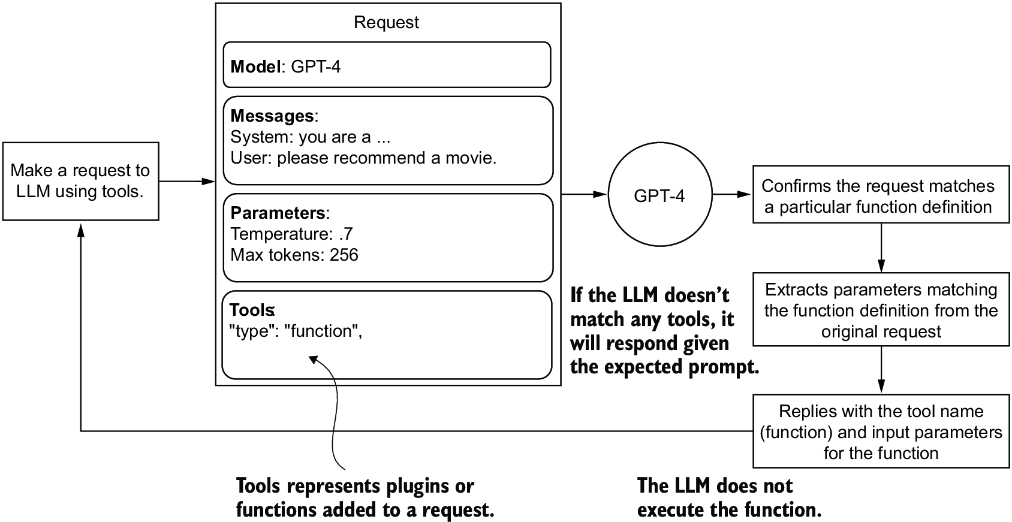 Request
Model: GPT-4
Messages:
System: you are a ...
User: please recommend a movie.
Make a request to
LLM using tools.
Parameters:
Temperature: .7
Max tokens: 256
Tools:
"type": "function",
GPT-4
Confirms the request matches
a particular function definition
If the LLM doesn't
match any tools, it
will respond given
the expected prompt.
Extracts parameters matching
the function definition from the
original request
Replies with the tool name
(function) and input parameters
for the function
Tools represents plugins or
functions added to a request.
The LLM does not
execute the function.